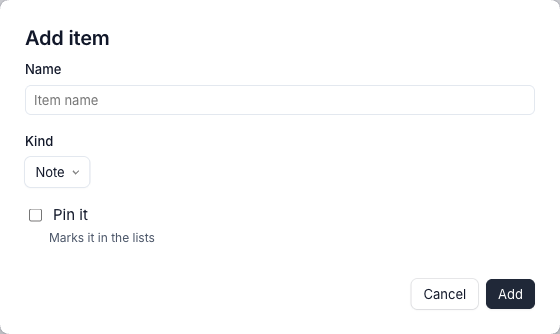 Add item
Name
Item name
Kind
Note
Pin it
Marks it in the lists
Cancel
Add